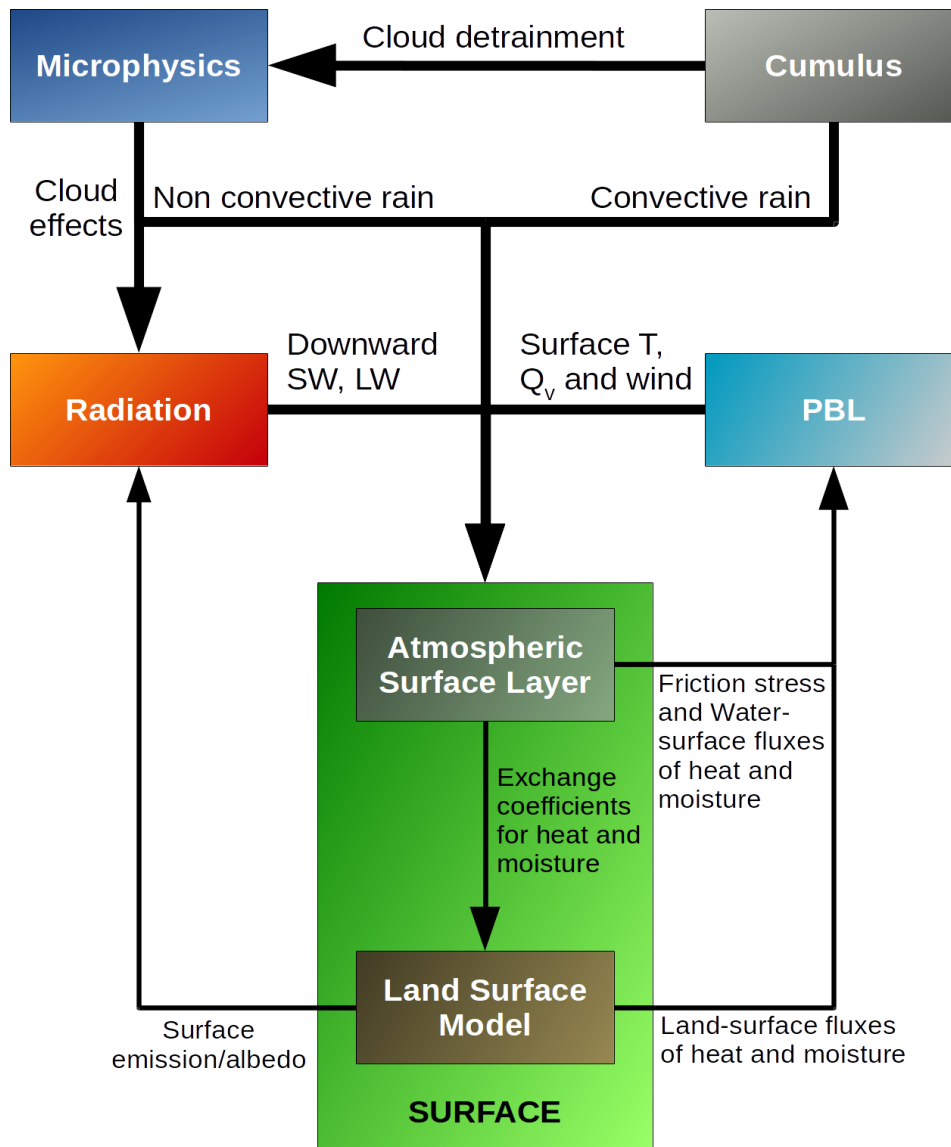 Microphysics
Cloud detrainment
Cumulus
Cloud
effects
Non convective rain
Convective rain
Downward
SW, LW
Surface T,
Qv and wind
Radiation
PBL
Atmospheric
Surface Layer
Friction stress
and Water-
surface fluxes
of heat and
moisture
Exchange
coefficients
for heat and
moisture
Land Surface
Model
Surface
emission/albedo
Land-surface fluxes
of heat and moisture
SURFACE